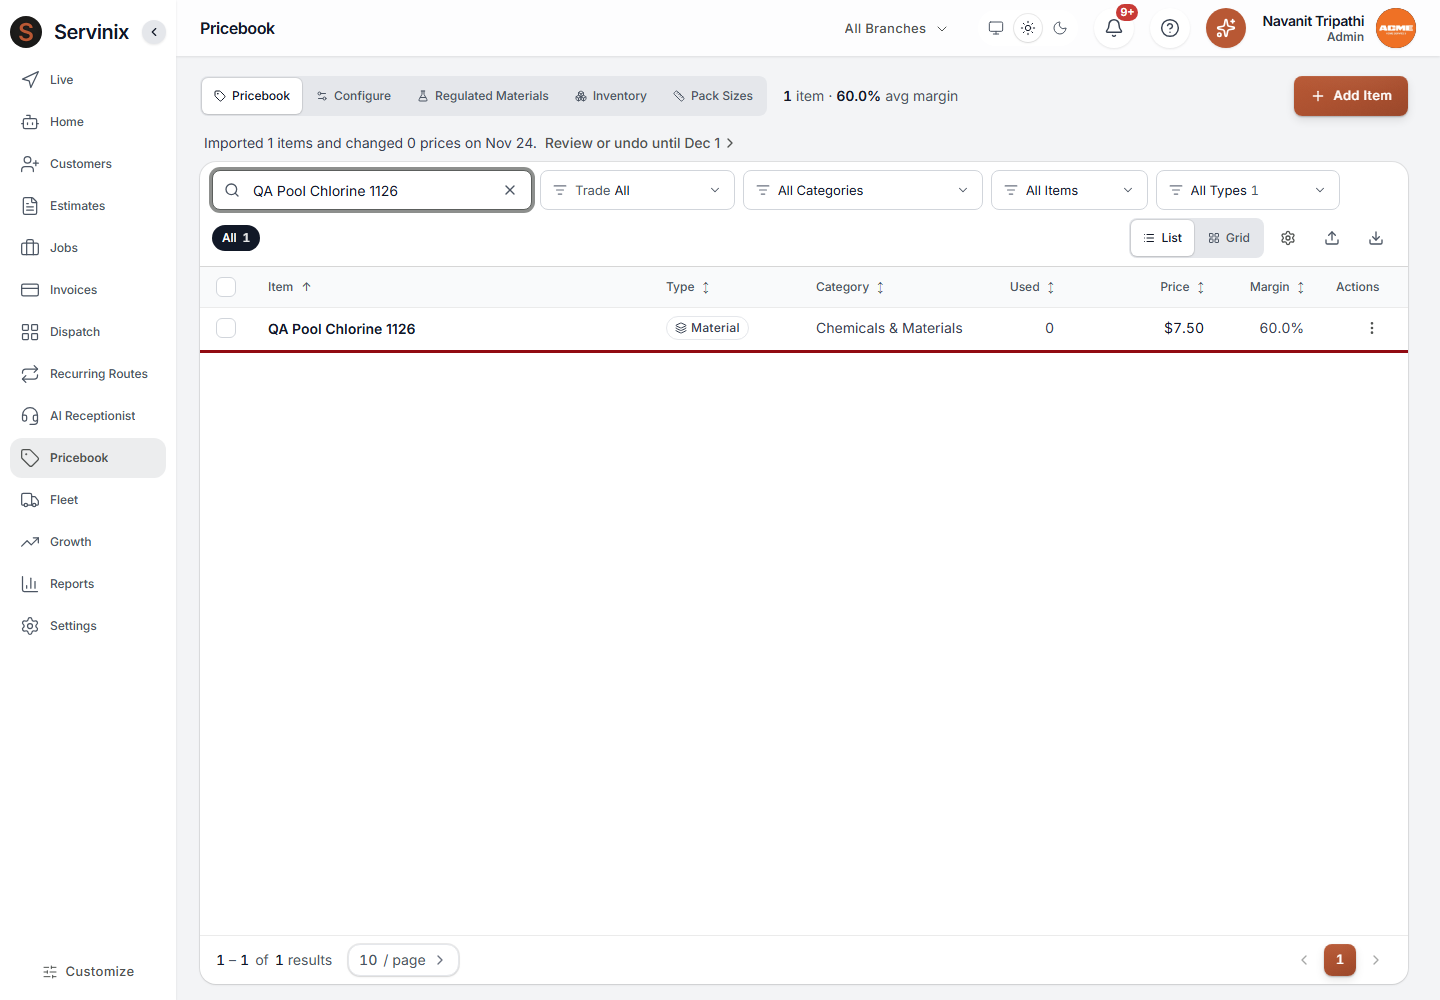 Servinix
Live
Home
Customers
Estimates
Jobs
Invoices
Dispatch
Recurring Routes
AI Receptionist
Pricebook
Fleet
Growth
Reports
Settings
Customize
Pricebook
All Branches
9+
Navanit Tripathi
Admin
ACME
Pricebook Configure Regulated Materials Inventory Pack Sizes 1 item · 60.0% avg margin + Add Item
Imported 1 items and changed 0 prices on Nov 24. Review or undo until Dec 1
QA Pool Chlorine 1126 Trade All All Categories All Items All Types 1
All 1 List Grid
Item Type Category Used Price Margin Actions
QA Pool Chlorine 1126 Material Chemicals & Materials 0 $7.50 60.0%
1 – 1 of 1 results 10 / page 1